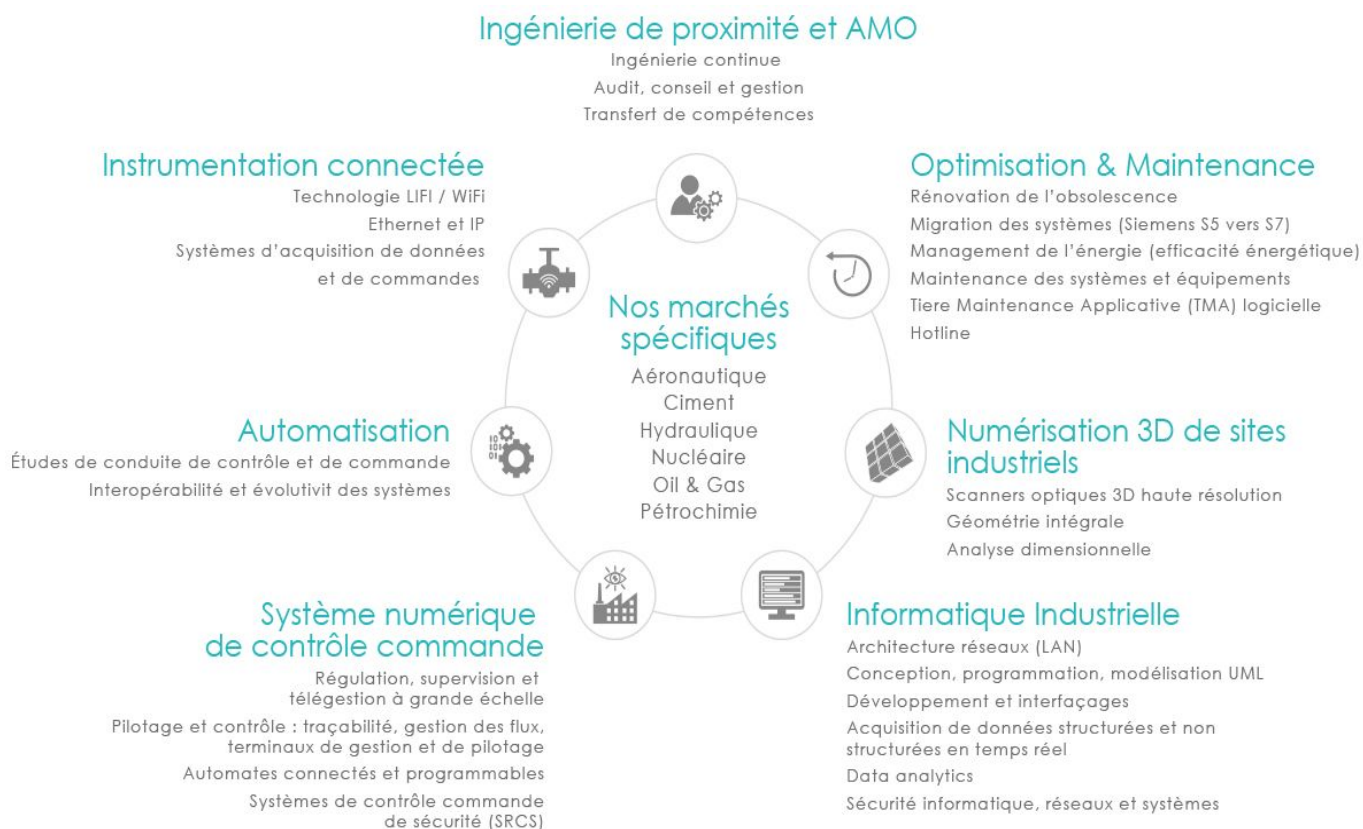 Ingénierie de proximité et AMO
Ingénierie continue
Audit, conseil et gestion
Transfert de compétences
Instrumentation connectée
Technologie LIFI / WiFi
Ethernet et IP
Systèmes d'acquisition de données
et de commandes
Optimisation & Maintenance
Rénovation de l'obsolescence
Migration des systèmes (Siemens S5 vers S7)
Management de l'énergie (efficacité énergétique)
Maintenance des systèmes et équipements
Tiere Maintenance Applicative (TMA) logicielle
Hotline
Nos marchés
spécifiques
Aéronautique
Ciment
Hydraulique
Nucléaire
Oil & Gas
Pétrochimie
Automatisation
Études de conduite de contrôle et de commande
Interopérabilité et évolutivit des systèmes
Numérisation 3D de sites
industriels
Scanners optiques 3D haute résolution
Géométrie intégrale
Analyse dimensionnelle
Système numérique
de contrôle commande
Régulation, supervision et
télégestion à grande échelle
Pilotage et contrôle : traçabilité, gestion des flux,
terminaux de gestion et de pilotage
Automates connectés et programmables
Systèmes de contrôle commande
de sécurité (SRCS)
Informatique Industrielle
Architecture réseaux (LAN)
Conception, programmation, modélisation UML
Développement et interfaçages
Acquisition de données structurées et non
structurées en temps réel
Data analytics
Sécurité informatique, réseaux et systèmes